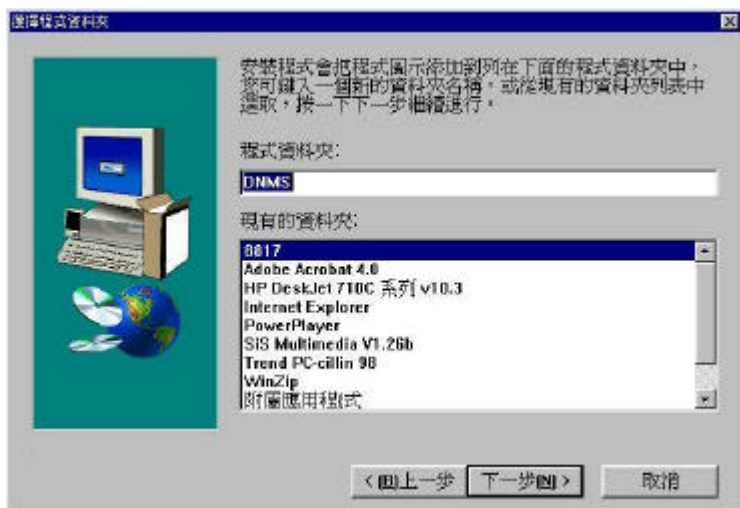 選擇程式資料夾
安裝程式會把程式圖示添加到列在下面的程式資料夾中，
您可鍵入一個新的資料夾名稱，或從現有的資料夾列表中
選取，按一下下一步繼續進行。
程式資料夾:
DNMS
現有的資料夾:
8817
Adobe Acrobat 4.0
HP DeskJet 710C 系列 v10.3
Internet Explorer
PowerPlayer
SiS Multimedia V1.26b
Trend PC-cillin 98
WinZip
附屬應用程式
<(B)上一步 下一步(N)> 取消